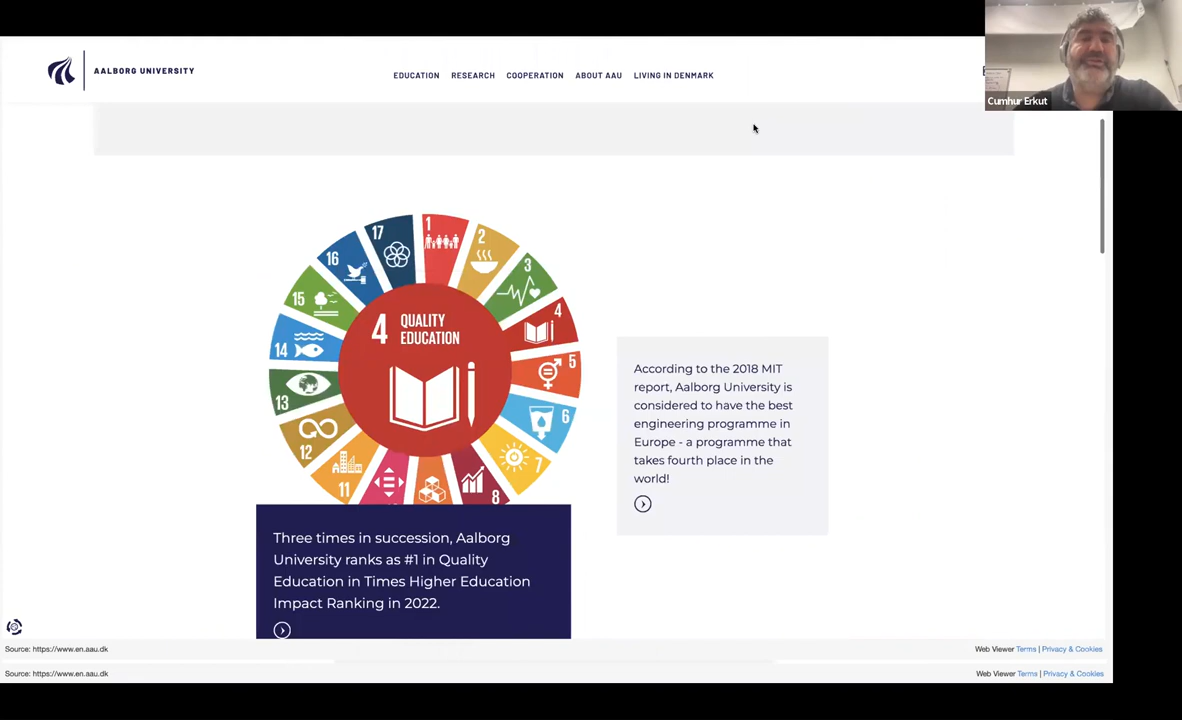 AALBORG UNIVERSITY
EDUCATION RESEARCH COOPERATION ABOUT AAU LIVING IN DENMARK
Cumhur Erkut
17
1
2
16
3
15
4
4 QUALITY
EDUCATION
14
5
13
6
12
7
11
8
According to the 2018 MIT
report, Aalborg University is
considered to have the best
engineering programme in
Europe - a programme that
takes fourth place in the
world!
Three times in succession, Aalborg
University ranks as #1 in Quality
Education in Times Higher Education
Impact Ranking in 2022.
Source: https://www.en.aau.dk
Web Viewer Terms | Privacy & Cookies
Source: https://www.en.aau.dk
Web Viewer Terms | Privacy & Cookies